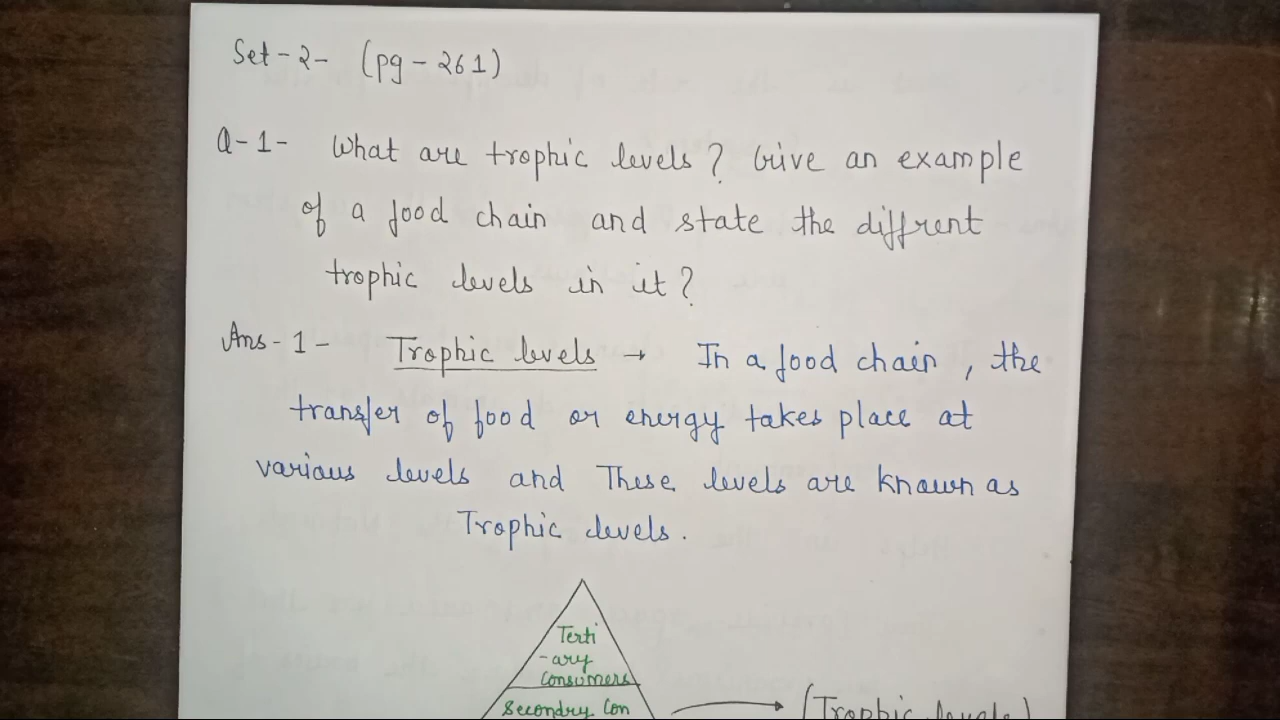 Set-2- (pg-261)
Q-1- What are trophic levels? Give an example
of a food chain and state the diffrent
trophic levels in it?
Ans-1- Trophic levels → In a food chain, the
transfer of food or energy takes place at
various levels and These levels are known as
Trophic levels.
Terti
-ary
Consumers
Secondry Con
(Trophic levels)